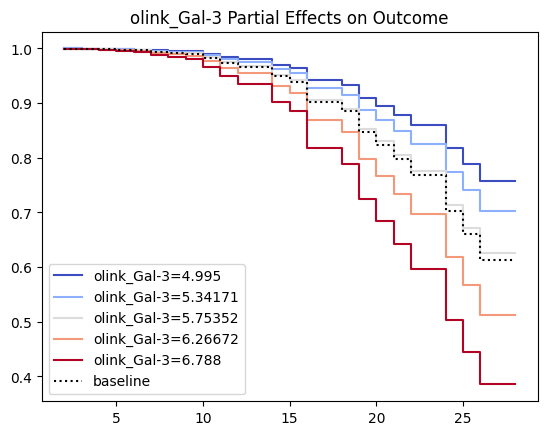 olink_Gal-3 Partial Effects on Outcome
1.0
0.9
0.8
0.7
0.6
0.5
0.4
olink_Gal-3=4.995
olink_Gal-3=5.34171
olink_Gal-3=5.75352
olink_Gal-3=6.26672
olink_Gal-3=6.788
baseline
5
10
15
20
25